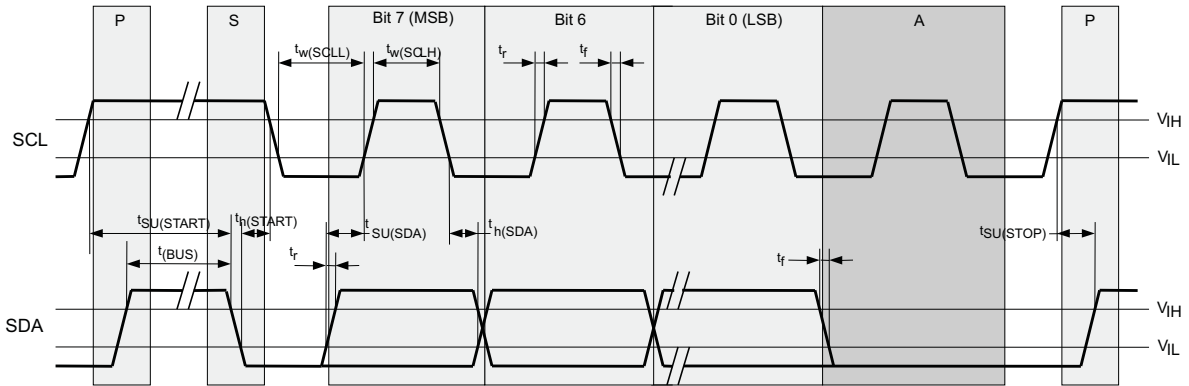 P S Bit 7 (MSB) Bit 6 Bit 0 (LSB) A P
tw(SCLL) tw(SCLH) tr tf
SCL
VIH
VIL
tSU(START) th(START) t SU(SDA) th(SDA) tSU(STOP)
t(BUS) tr tf
SDA
VIH
VIL